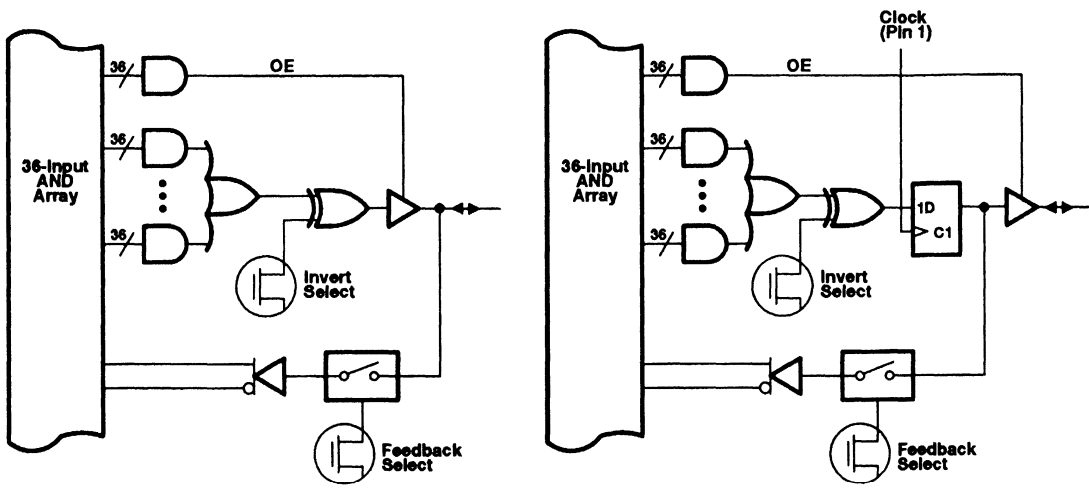 36
OE
36
36-Input
AND
Array
36
Invert
Select
Feedback
Select
Clock
(Pin 1)
36
OE
36
36-Input
AND
Array
1D
C1
36
Invert
Select
Feedback
Select